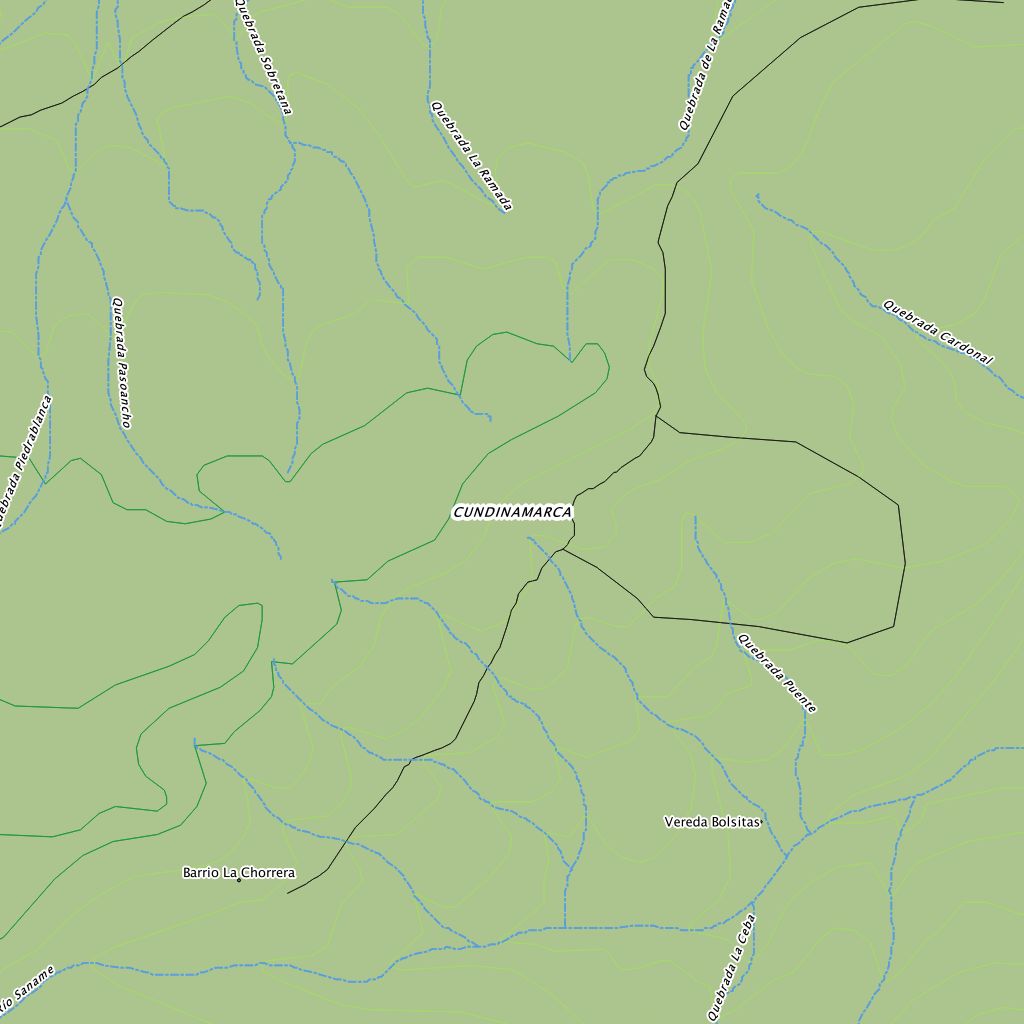 Quebrada Sobretana
Quebrada de La Ramada
Quebrada La Ramada
Quebrada Pasoancho
Quebrada Cardonal
Quebrada Piedrablanca
CUNDINAMARCA
Quebrada Puente
Vereda Bolsitas
Barrio La Chorrera
Quebrada La Ceba
Río Saname